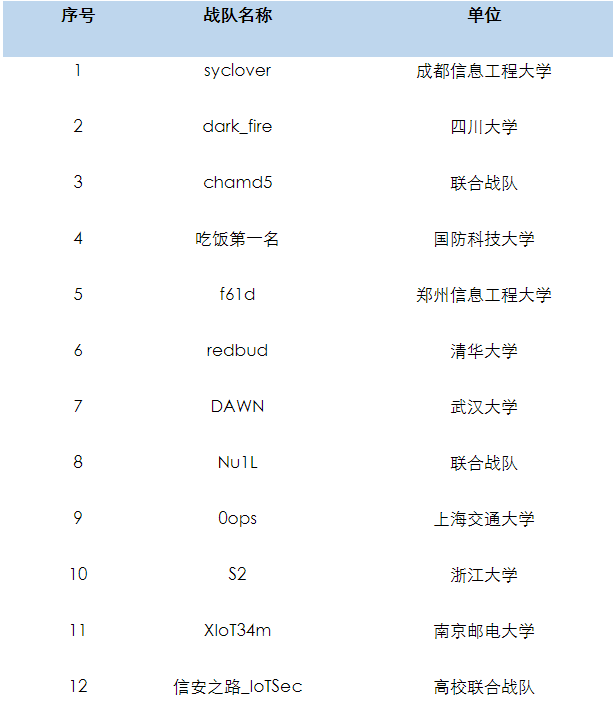 序号 战队名称 单位
1 syclover 成都信息工程大学
2 dark_fire 四川大学
3 chamd5 联合战队
4 吃饭第一名 国防科技大学
5 f61d 郑州信息工程大学
6 redbud 清华大学
7 DAWN 武汉大学
8 Nu1L 联合战队
9 0ops 上海交通大学
10 S2 浙江大学
11 XIoT34m 南京邮电大学
12 信安之路_IoTSec 高校联合战队